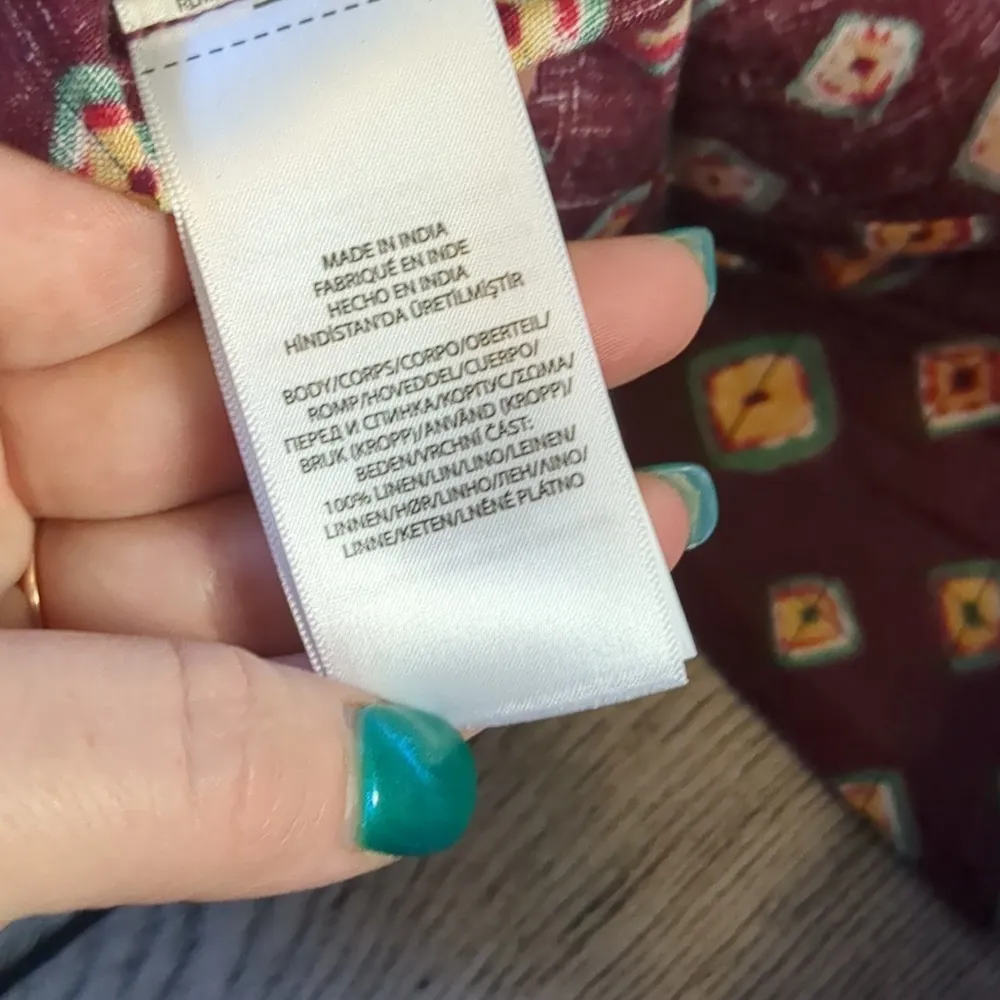 MADE IN INDIA
FABRIQUÉ EN INDE
HECHO EN INDIA
HİNDİSTAN'DA ÜRETİLMİŞTİR
BODY/CORPS/CORPO/OBERTEIL/
ROMP/HOVEDDEL/CUERPO/
ПЕРЕД И СПИНКА/КОРПУС/ΣΩΜΑ/
BRUK (KROPP)/ANVÄND (KROPP)/
BEDEN/VRCHNÍ ČÁST:
100% LINEN/LIN/LINO/LEINEN/
LINNEN/HØR/LINHO/ЛЕН/ΛΙΝΟ/
LINNE/KETEN/LNĚNÉ PLÁTNO